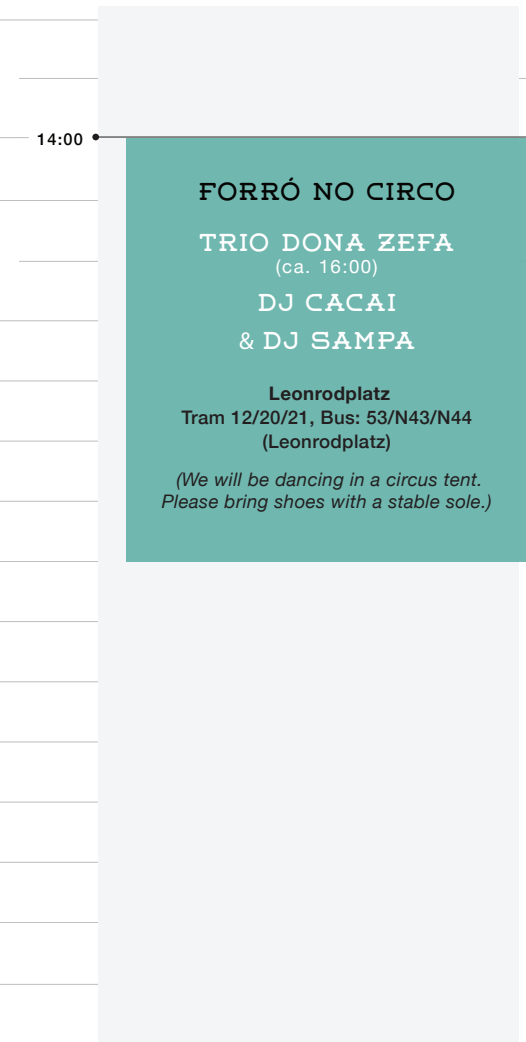 14:00
FORRÓ NO CIRCO
TRIO DONA ZEFA
(ca. 16:00)
DJ CACAI
& DJ SAMPA
Leonrodplatz
Tram 12/20/21, Bus: 53/N43/N44
(Leonrodplatz)
(We will be dancing in a circus tent.
Please bring shoes with a stable sole.)